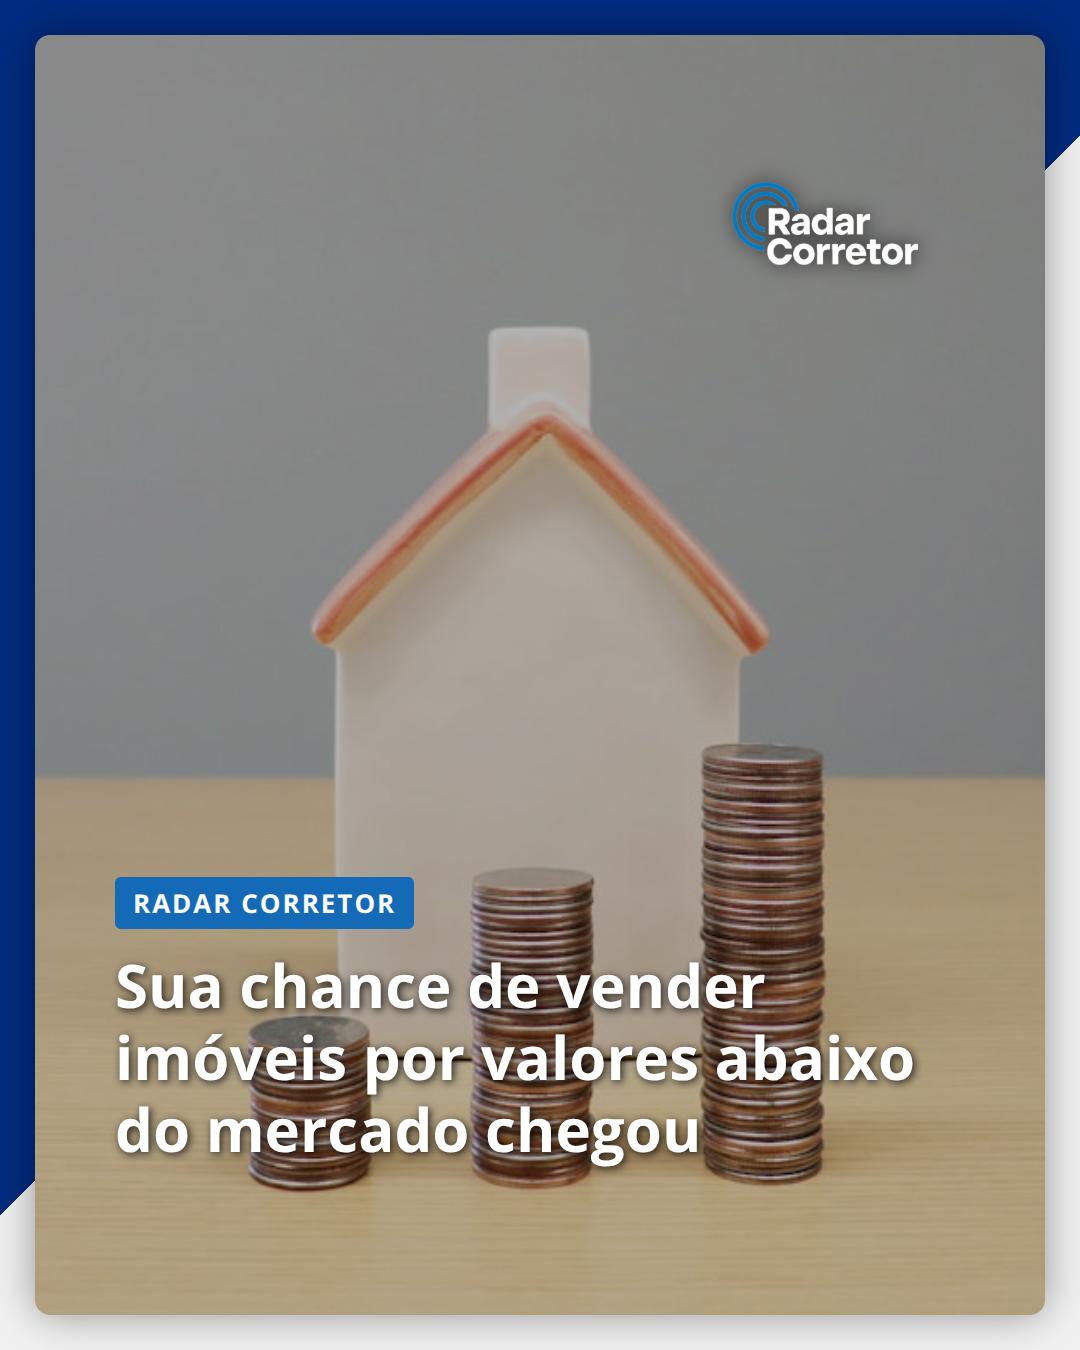 Radar
Corretor
RADAR CORRETOR
Sua chance de vender
imóveis por valores abaixo
do mercado chegou